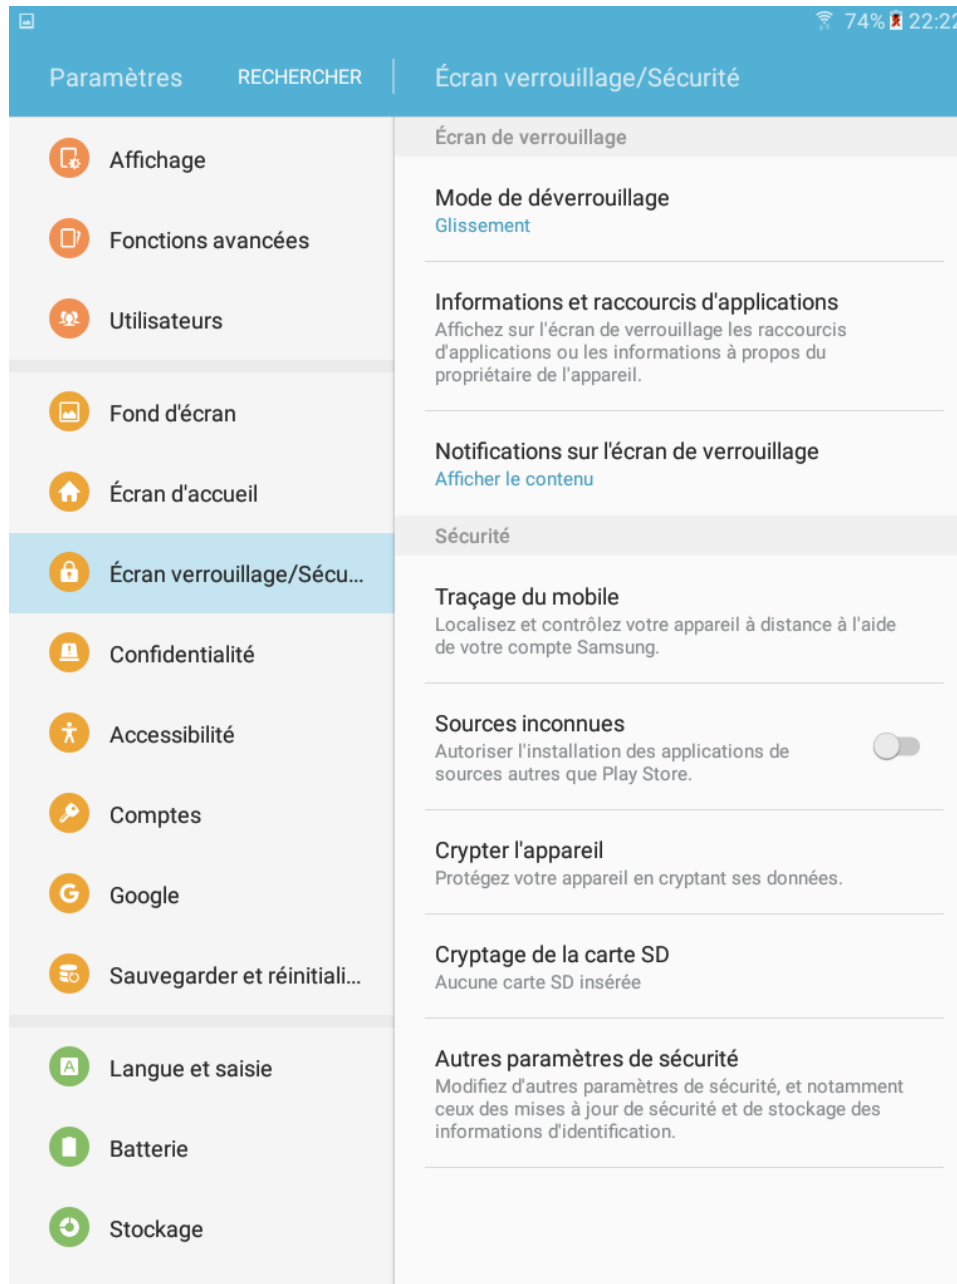 74% 22:22
Paramètres
RECHERCHER
Écran verrouillage/Sécurité
Affichage
Fonctions avancées
Utilisateurs
Fond d'écran
Écran d'accueil
Écran verrouillage/Sécu...
Confidentialité
Accessibilité
Comptes
Google
Sauvegarder et réinitiali...
Langue et saisie
Batterie
Stockage
Écran de verrouillage
Mode de déverrouillage
Glissement
Informations et raccourcis d'applications
Affichez sur l'écran de verrouillage les raccourcis
d'applications ou les informations à propos du
propriétaire de l'appareil.
Notifications sur l'écran de verrouillage
Afficher le contenu
Sécurité
Traçage du mobile
Localisez et contrôlez votre appareil à distance à l'aide
de votre compte Samsung.
Sources inconnues
Autoriser l'installation des applications de
sources autres que Play Store.
Crypter l'appareil
Protégez votre appareil en cryptant ses données.
Cryptage de la carte SD
Aucune carte SD insérée
Autres paramètres de sécurité
Modifiez d'autres paramètres de sécurité, et notamment
ceux des mises à jour de sécurité et de stockage des
informations d'identification.